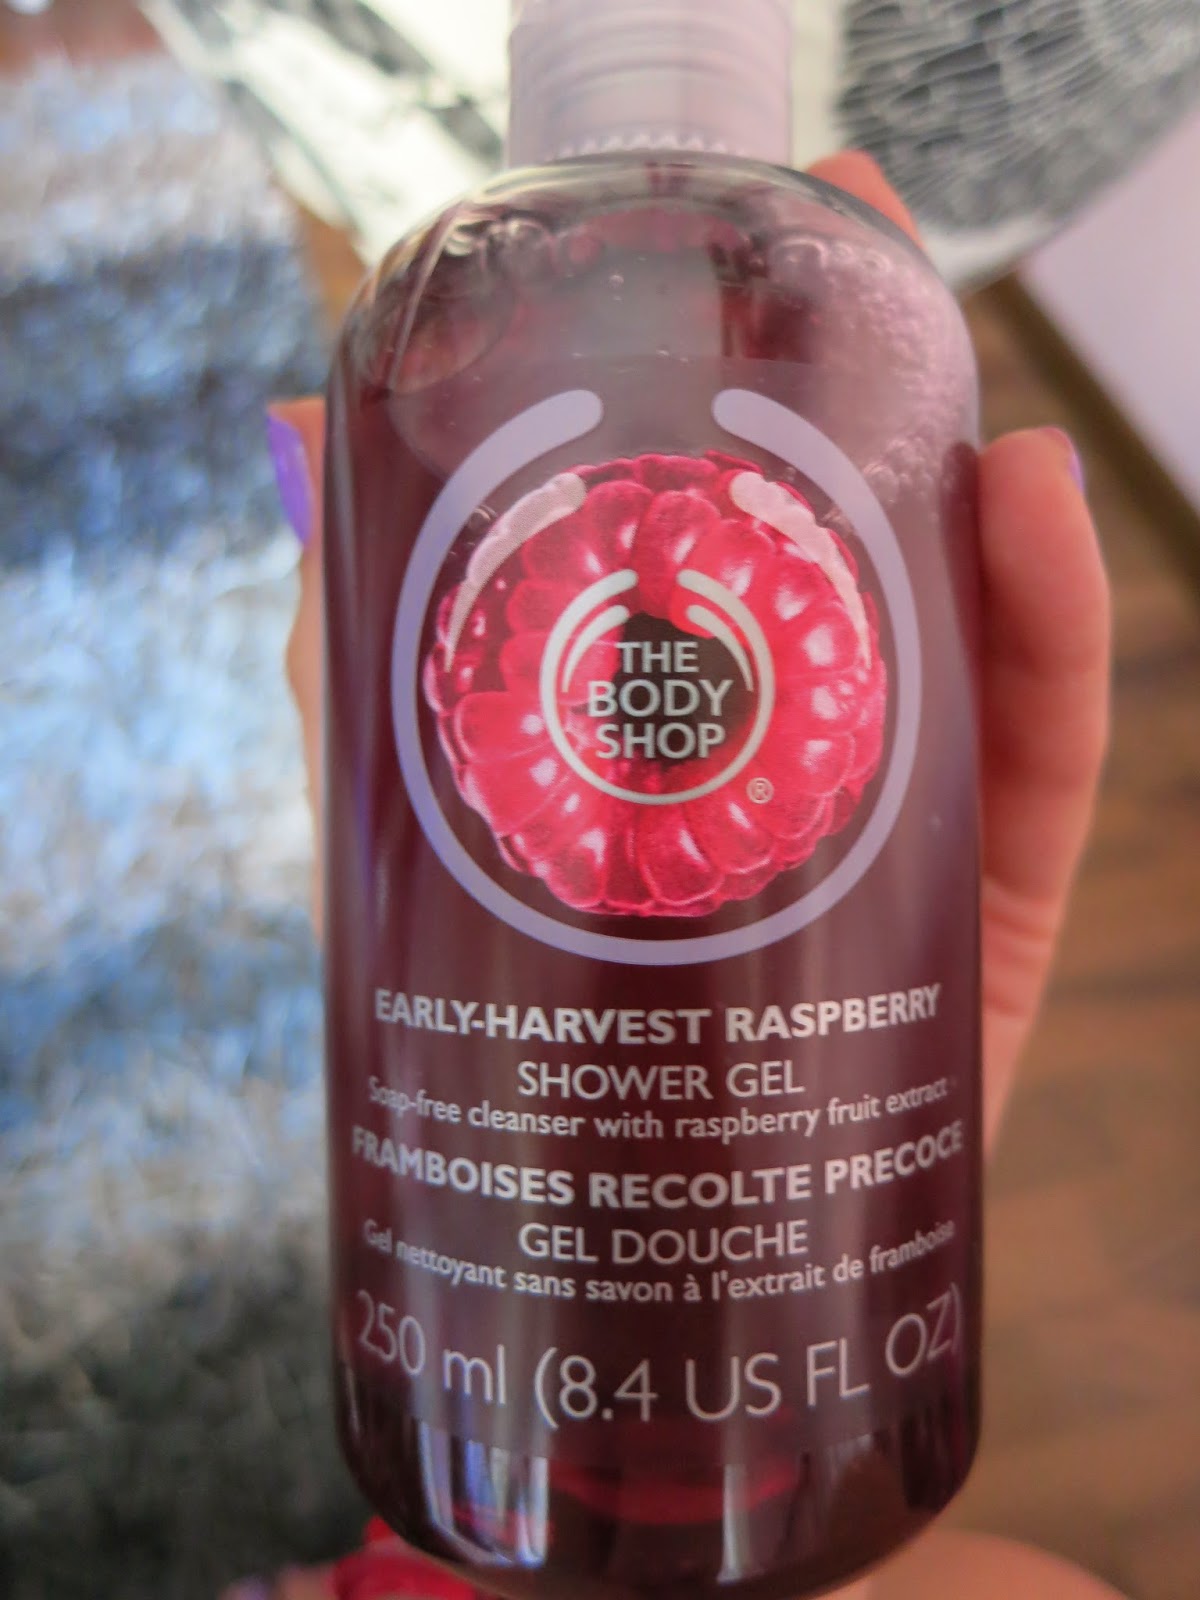 THE
BODY
SHOP
®
EARLY-HARVEST RASPBERRY
SHOWER GEL
Soap-free cleanser with raspberry fruit extract
FRAMBOISES RECOLTE PRECOCE
GEL DOUCHE
Gel nettoyant sans savon à l'extrait de framboise
250 ml (8.4 US FL OZ)